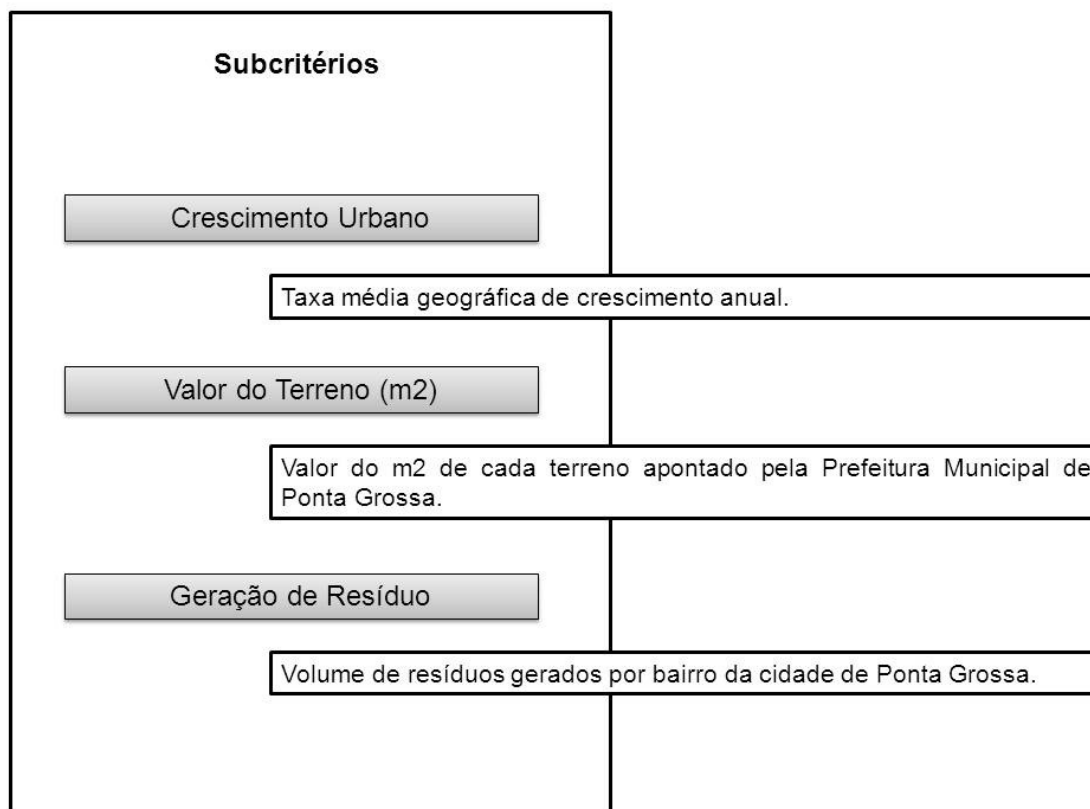 Subcritérios
Crescimento Urbano
Taxa média geográfica de crescimento anual.
Valor do Terreno (m2)
Valor do m2 de cada terreno apontado pela Prefeitura Municipal de
Ponta Grossa.
Geração de Resíduo
Volume de resíduos gerados por bairro da cidade de Ponta Grossa.